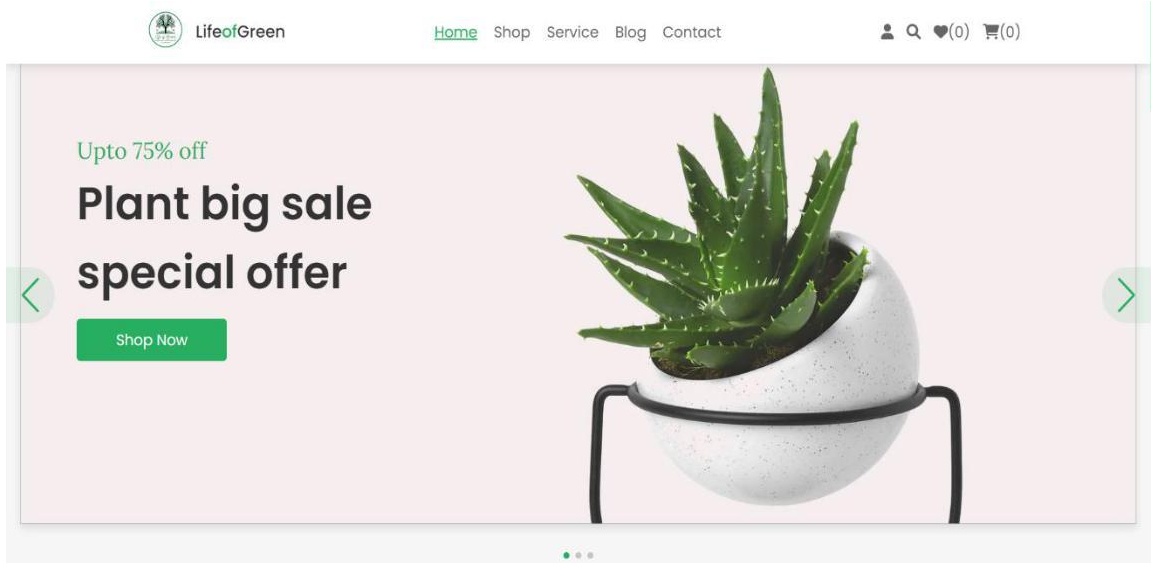 LifeofGreen
Home Shop Service Blog Contact
(0) (0)
Upto 75% off
Plant big sale
special offer
Shop Now